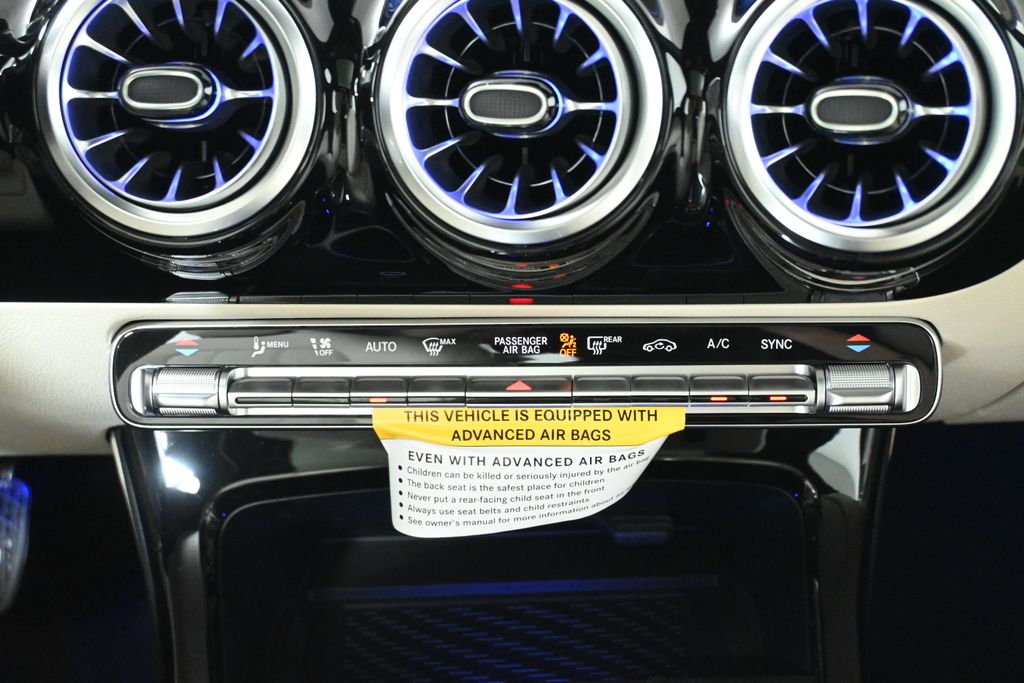 MENU
OFF
AUTO
MAX
PASSENGER
AIR BAG
OFF
REAR
A/C
SYNC
THIS VEHICLE IS EQUIPPED WITH
ADVANCED AIR BAGS
EVEN WITH ADVANCED AIR BAGS
• Children can be killed or seriously injured by the air bag
• The back seat is the safest place for children
• Never put a rear-facing child seat in the front
• Always use seat belts and child restraints
• See owner's manual for more information about